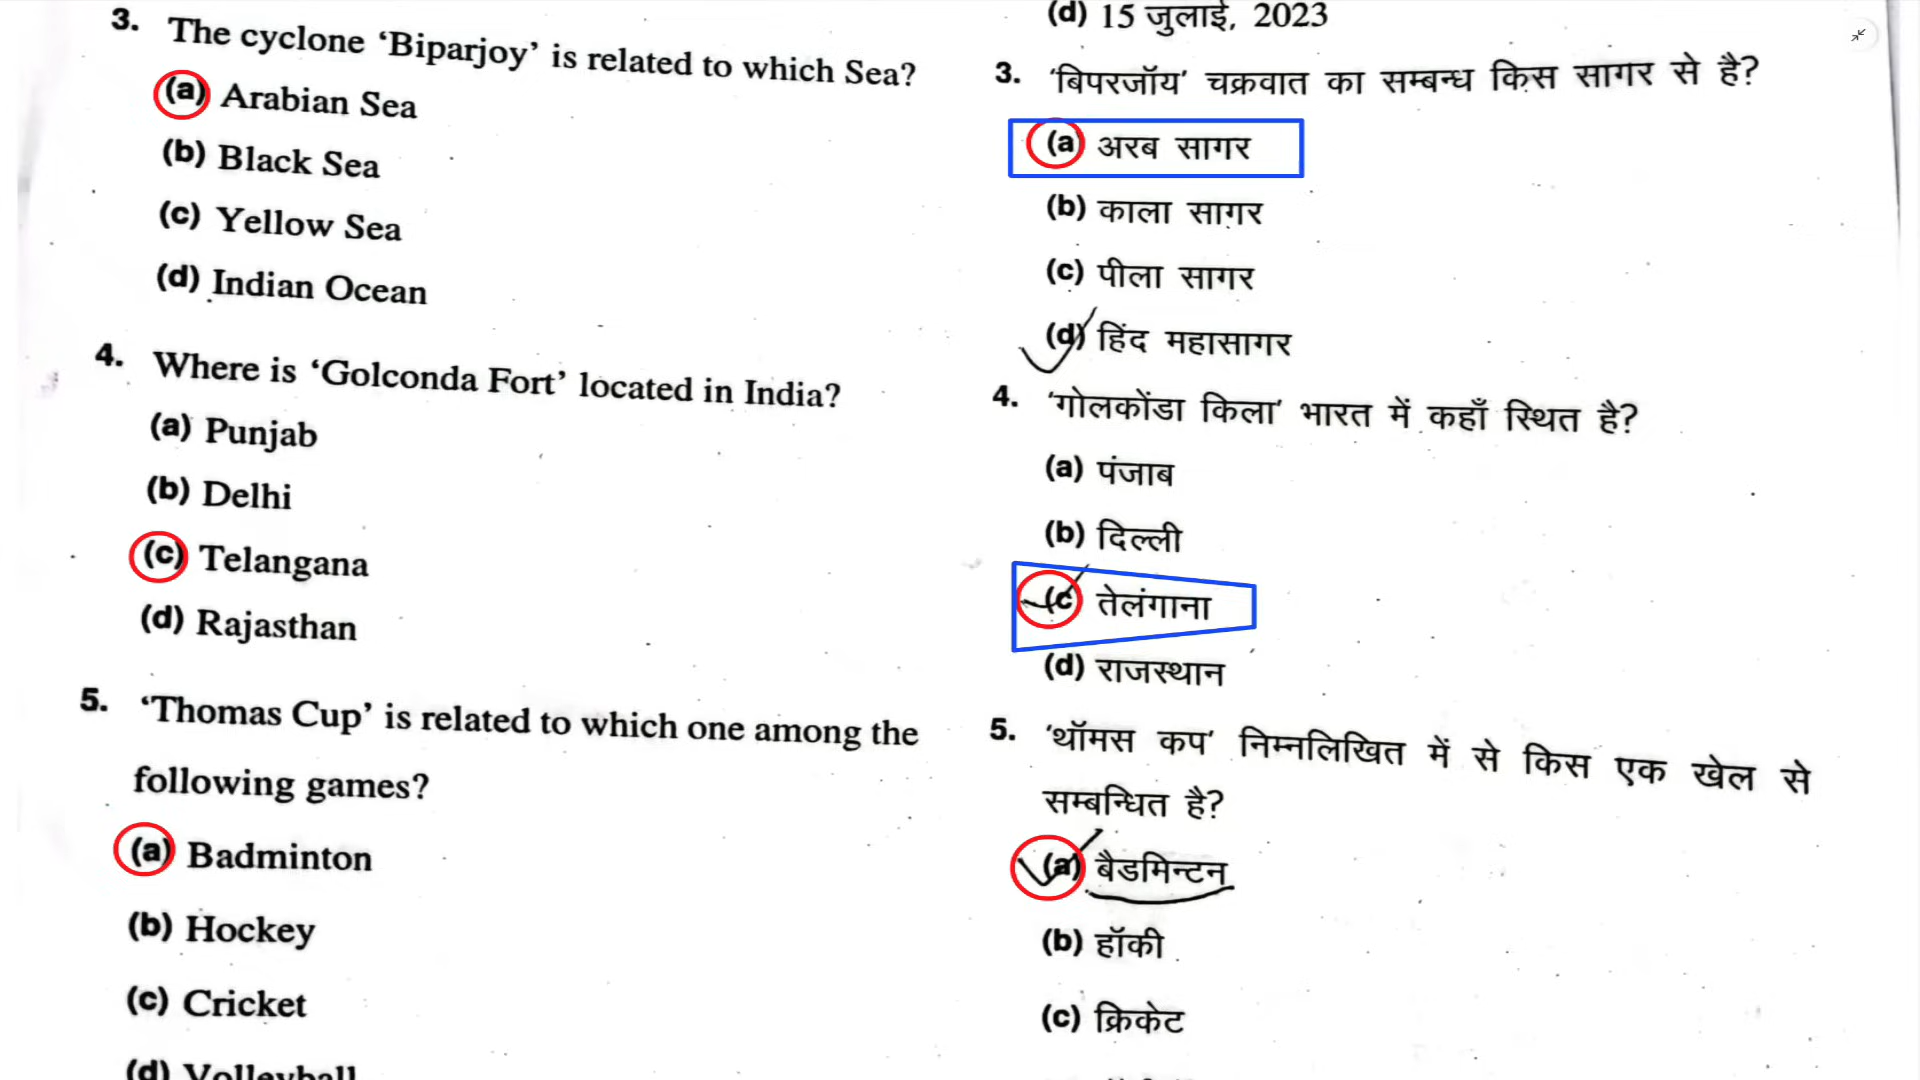 3. The cyclone ‘Biparjoy’ is related to which Sea?
(a) Arabian Sea
(b) Black Sea
(c) Yellow Sea
(d) Indian Ocean
4. Where is ‘Golconda Fort’ located in India?
(a) Punjab
(b) Delhi
(c) Telangana
(d) Rajasthan
5. ‘Thomas Cup’ is related to which one among the
following games?
(a) Badminton
(b) Hockey
(c) Cricket
(d) Volleyball
(d) 15 जुलाई, 2023
3. ‘बिपरजॉय’ चक्रवात का सम्बन्ध किस सागर से है?
(a) अरब सागर
(b) काला सागर
(c) पीला सागर
(d) हिंद महासागर
4. ‘गोलकोंडा किला’ भारत में कहाँ स्थित है?
(a) पंजाब
(b) दिल्ली
(c) तेलंगाना
(d) राजस्थान
5. ‘थॉमस कप’ निम्नलिखित में से किस एक खेल से
सम्बन्धित है?
(a) बैडमिन्टन
(b) हॉकी
(c) क्रिकेट